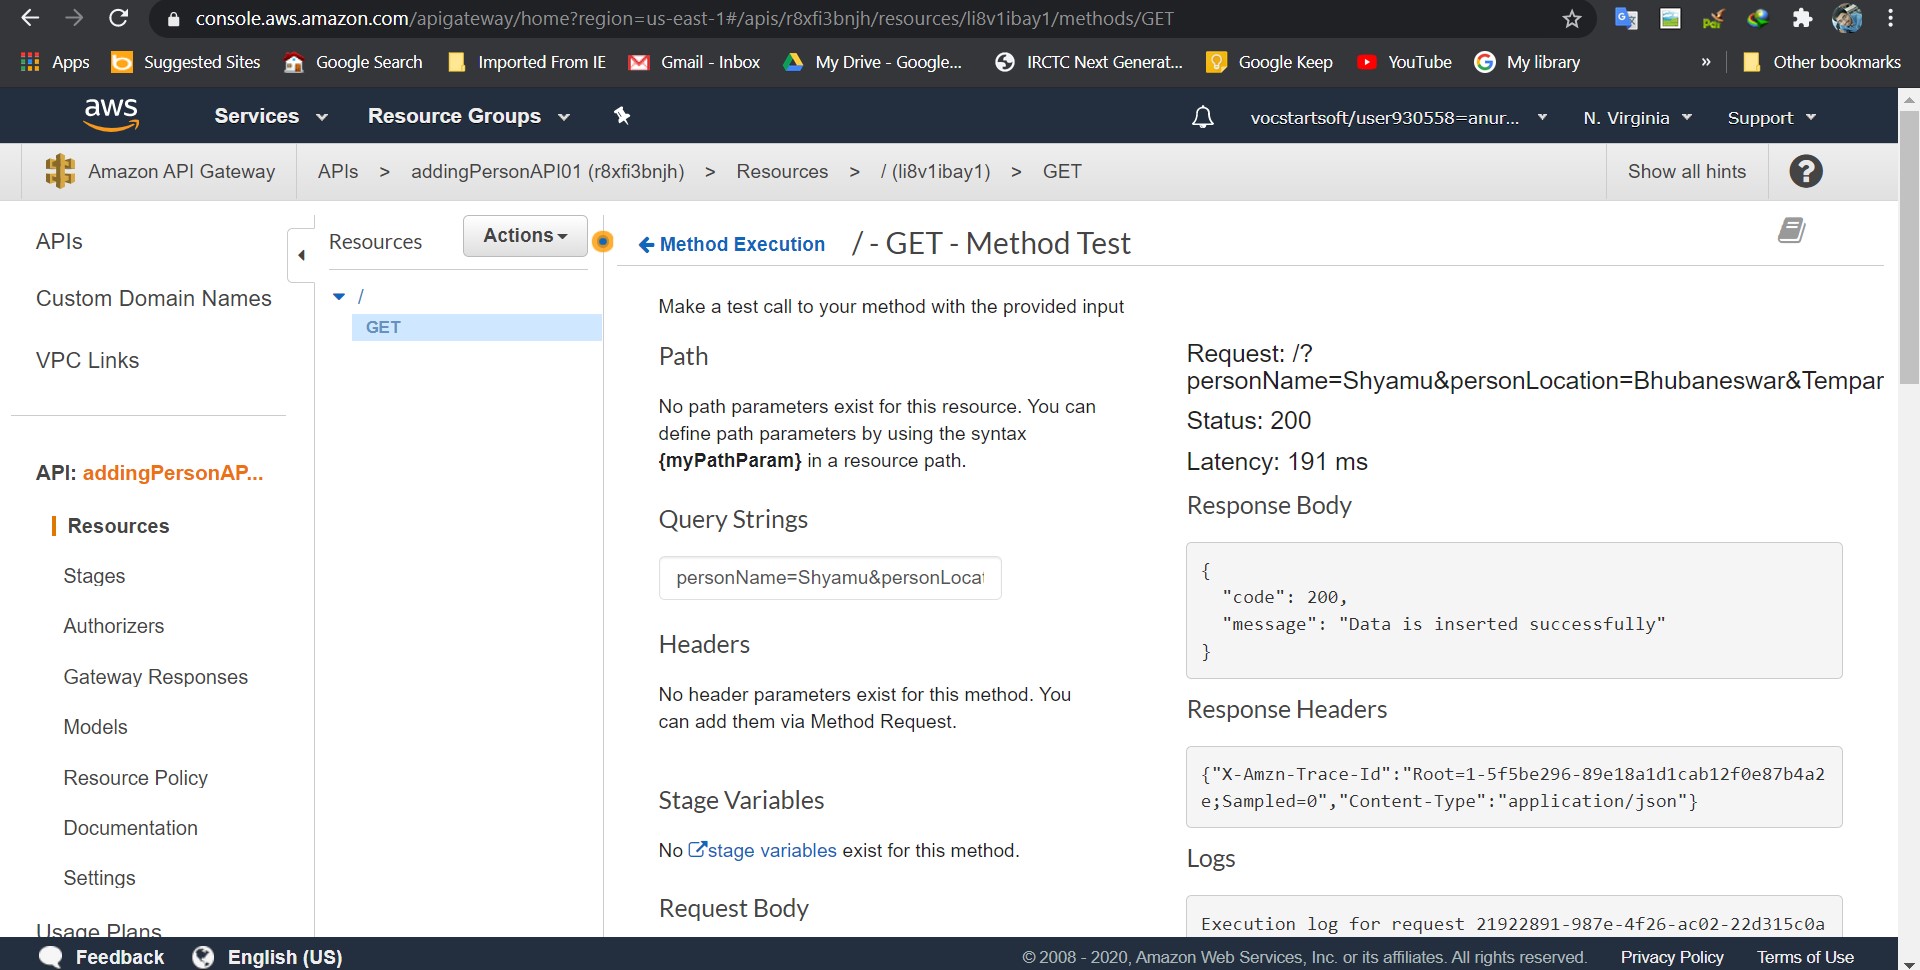 console.aws.amazon.com/apigateway/home?region=us-east-1#/apis/r8xfi3bnjh/resources/li8v1ibay1/methods/GET
Apps Suggested Sites Google Search Imported From IE Gmail - Inbox My Drive - Google... IRCTC Next Generat... Google Keep YouTube My library » Other bookmarks
aws Services Resource Groups vocstartsoft/user930558=anur... N. Virginia Support
Amazon API Gateway APIs > addingPersonAPI01 (r8xfi3bnjh) > Resources > / (li8v1ibay1) > GET Show all hints ?
APIs
Custom Domain Names
VPC Links
API: addingPersonAP...
Resources
Stages
Authorizers
Gateway Responses
Models
Resource Policy
Documentation
Settings
Usage Plans
Resources Actions
/
GET
Method Execution / - GET - Method Test
Make a test call to your method with the provided input
Path
No path parameters exist for this resource. You can
define path parameters by using the syntax
{myPathParam} in a resource path.
Query Strings
personName=Shyamu&personLocat
Headers
No header parameters exist for this method. You
can add them via Method Request.
Stage Variables
No stage variables exist for this method.
Request Body
Request: /?
personName=Shyamu&personLocation=Bhubaneswar&Tempar
Status: 200
Latency: 191 ms
Response Body
{
"code": 200,
"message": "Data is inserted successfully"
}
Response Headers
{"X-Amzn-Trace-Id":"Root=1-5f5be296-89e18a1d1cab12f0e87b4a2
e;Sampled=0","Content-Type":"application/json"}
Logs
Execution log for request 21922891-987e-4f26-ac02-22d315c0a
Feedback English (US) © 2008 - 2020, Amazon Web Services, Inc. or its affiliates. All rights reserved. Privacy Policy Terms of Use